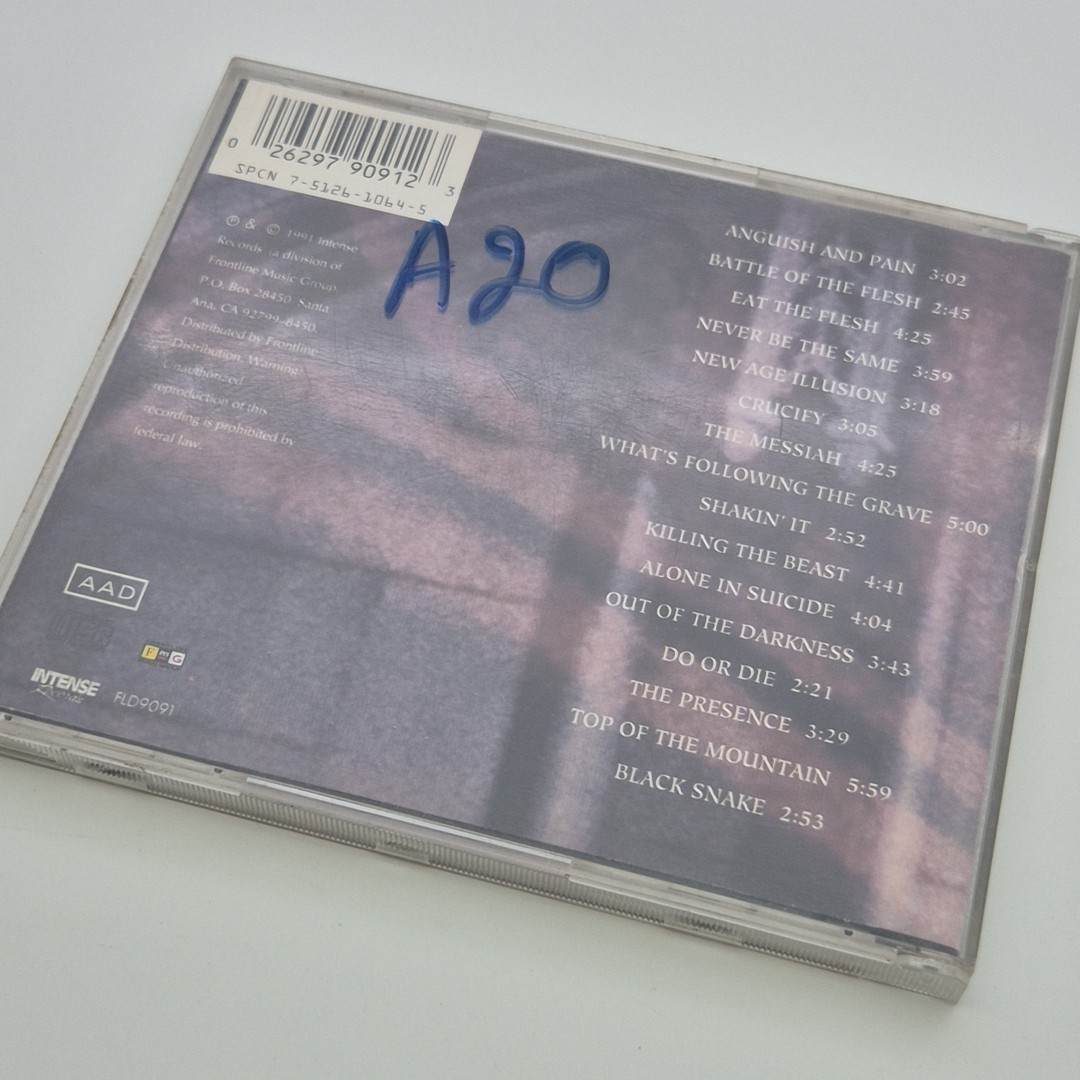 0 26297 90912 3
SPCN 7-5126-1064-5
A20
℗ & © 1991 Intense
Records (a division of
Frontline Music Group
P.O. Box 28450 Santa
Ana, CA 92799-8450.
Distributed by Frontline
Distribution. Warning:
Unauthorized
reproduction of this
recording is prohibited by
federal law.
AAD
INTENSE
Records
FLD9091
ANGUISH AND PAIN 3:02
BATTLE OF THE FLESH 2:45
EAT THE FLESH 4:25
NEVER BE THE SAME 3:59
NEW AGE ILLUSION 3:18
CRUCIFY 3:05
THE MESSIAH 4:25
WHAT'S FOLLOWING THE GRAVE 5:00
SHAKIN' IT 2:52
KILLING THE BEAST 4:41
ALONE IN SUICIDE 4:04
OUT OF THE DARKNESS 3:43
DO OR DIE 2:21
THE PRESENCE 3:29
TOP OF THE MOUNTAIN 5:59
BLACK SNAKE 2:53